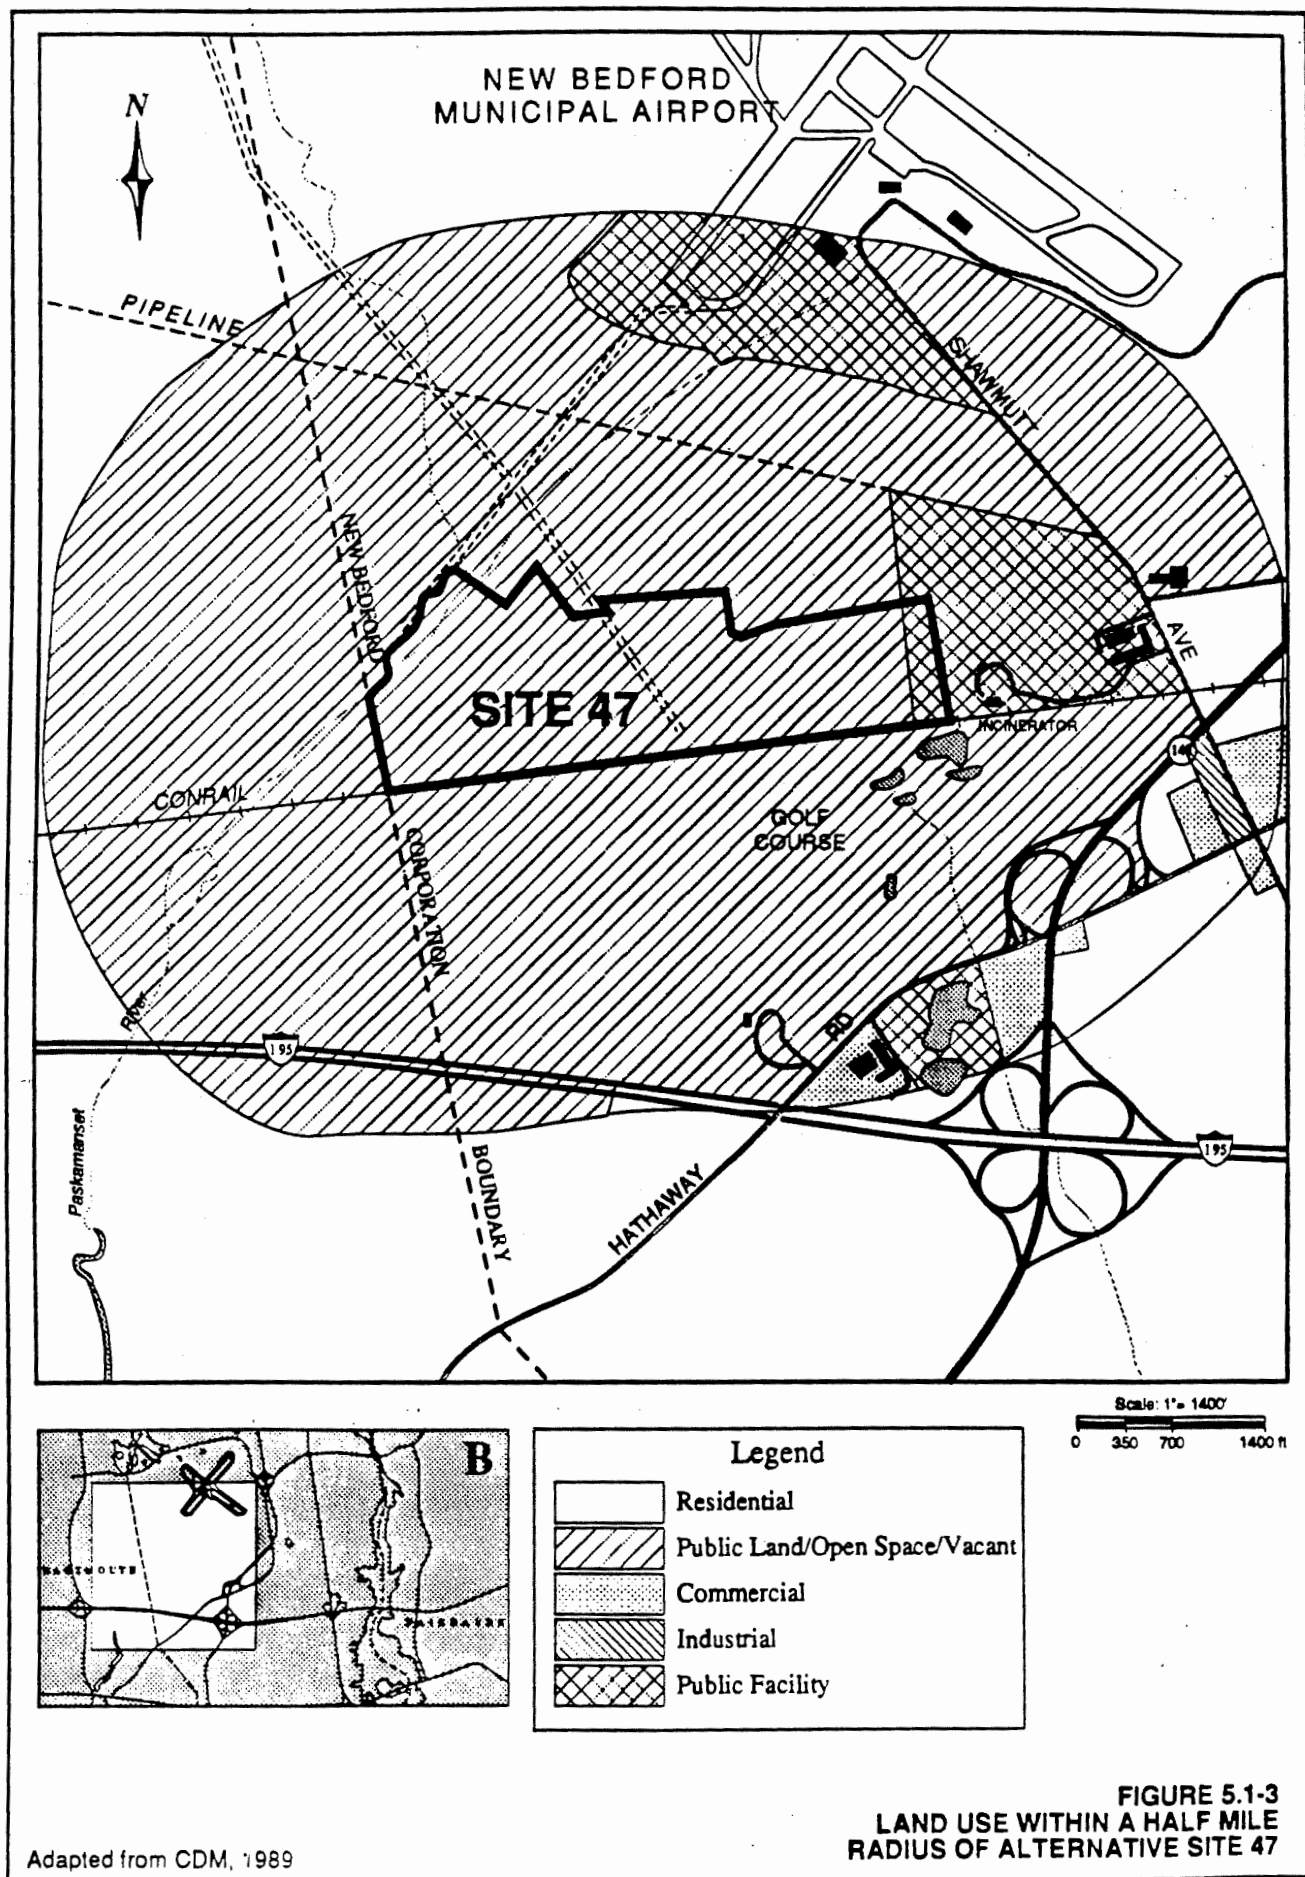 NEW BEDFORD
MUNICIPAL AIRPORT
N
PIPELINE
SHAWMUTT
AVE
NEW BEDFORD
SITE 47
INCINERATOR
140
CONRAIL
GOLF
COURSE
CORPORATION
River
195
RD
Paskamanset
BOUNDARY
HATHAWAY
195
Scale: 1"= 1400'
0 350 700 1400 ft
B
Legend
Residential
Public Land/Open Space/Vacant
Commercial
Industrial
Public Facility
FIGURE 5.1-3
LAND USE WITHIN A HALF MILE
RADIUS OF ALTERNATIVE SITE 47
Adapted from CDM, 1989